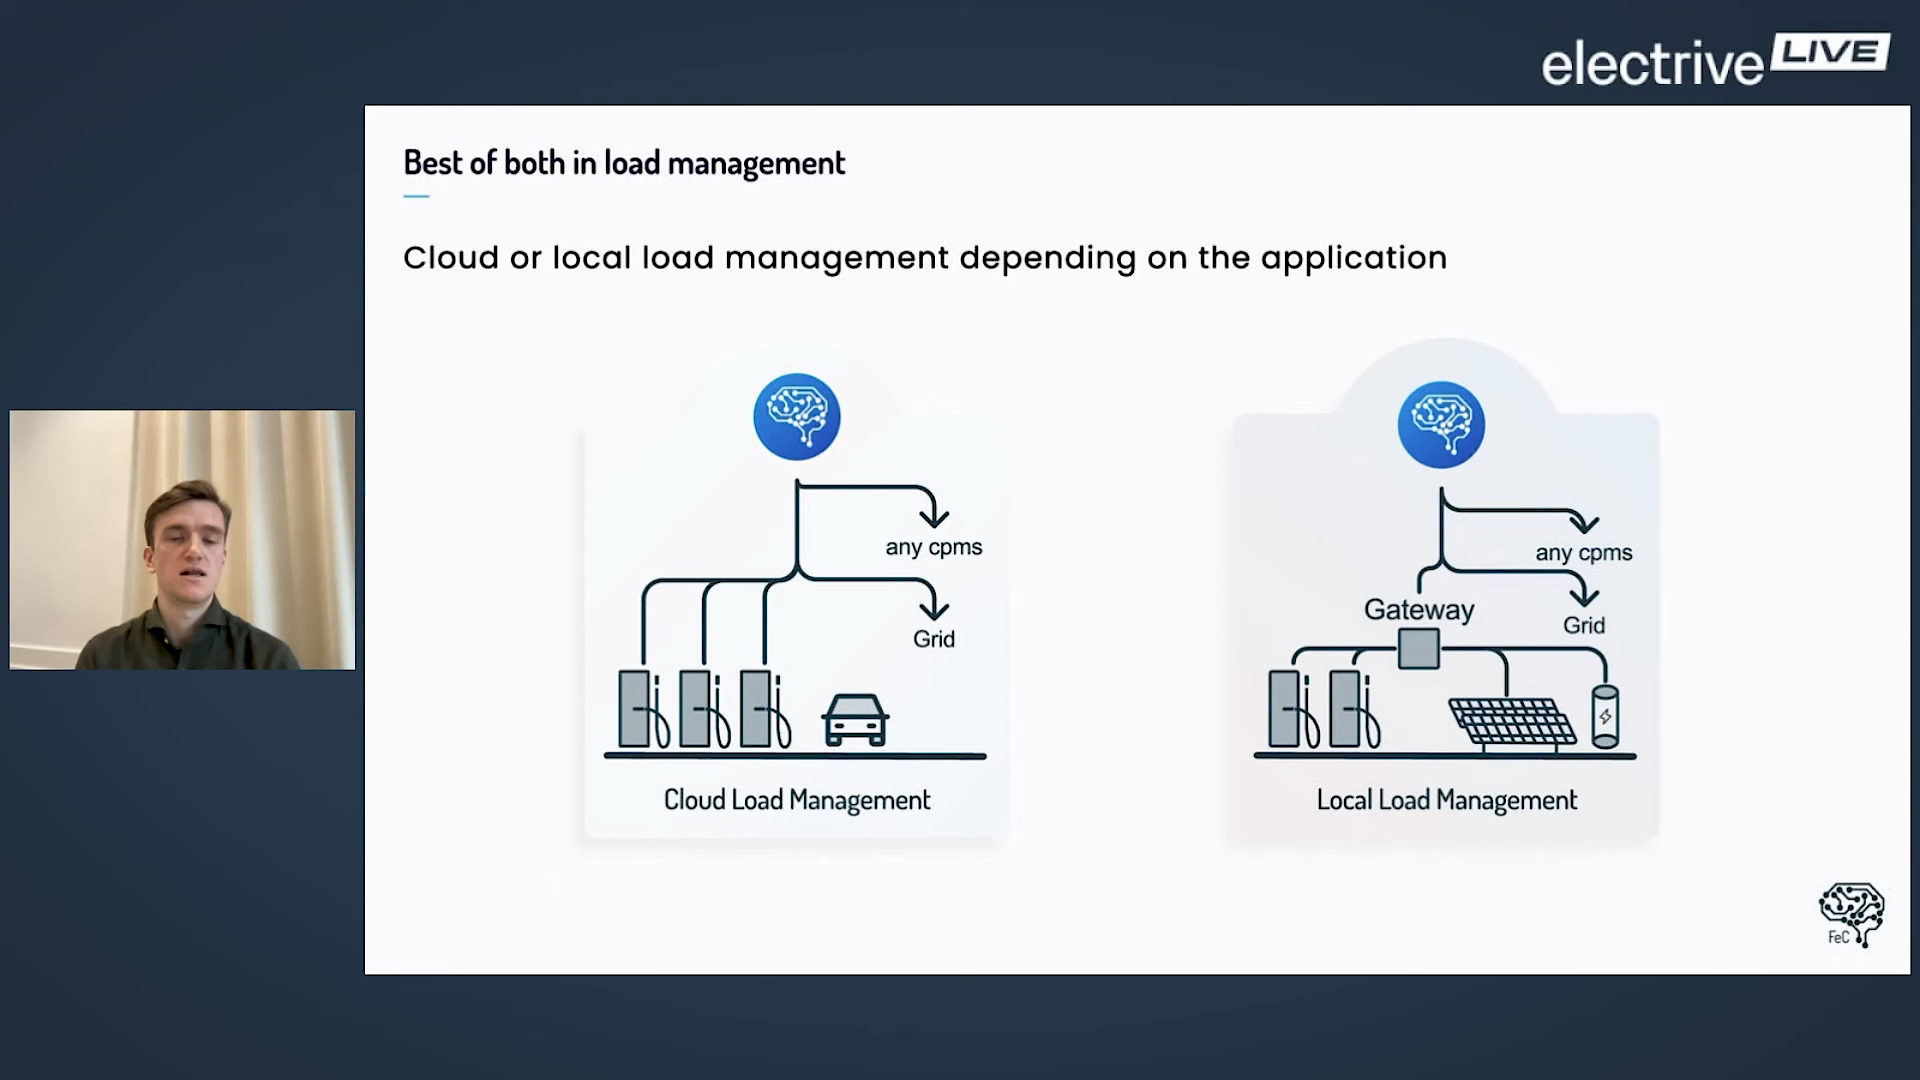 electrive LIVE
Best of both in load management
Cloud or local load management depending on the application
any cpms
Grid
Cloud Load Management
any cpms
Gateway
Grid
Local Load Management
FeC